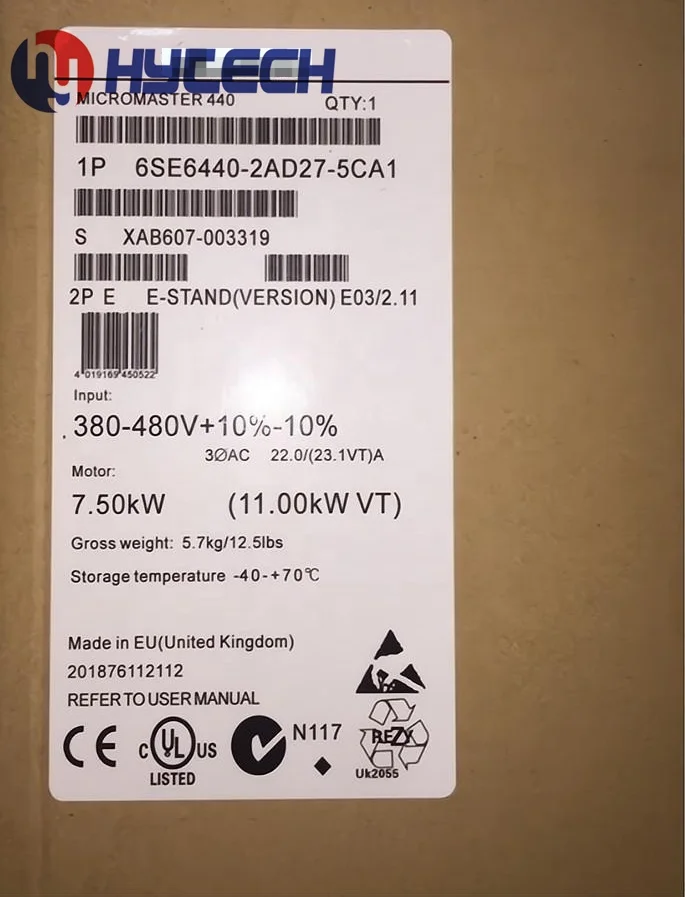 HYTECH
MICROMASTER 440 QTY:1
1P 6SE6440-2AD27-5CA1
S XAB607-003319
2P E E-STAND(VERSION) E03/2.11
4 019169 450522
Input:
.380-480V+10%-10%
3∅AC 22.0/(23.1VT)A
Motor:
7.50kW (11.00kW VT)
Gross weight: 5.7kg/12.5lbs
Storage temperature -40-+70℃
Made in EU(United Kingdom)
201876112112
REFER TO USER MANUAL
CE C UL US LISTED N117
REZY
Uk2055